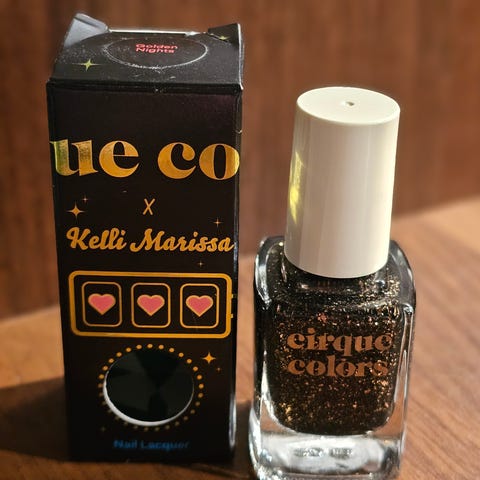 Golden
Nights
ue co
X
Kelli Marissa
Nail Lacquer
cirque
colors